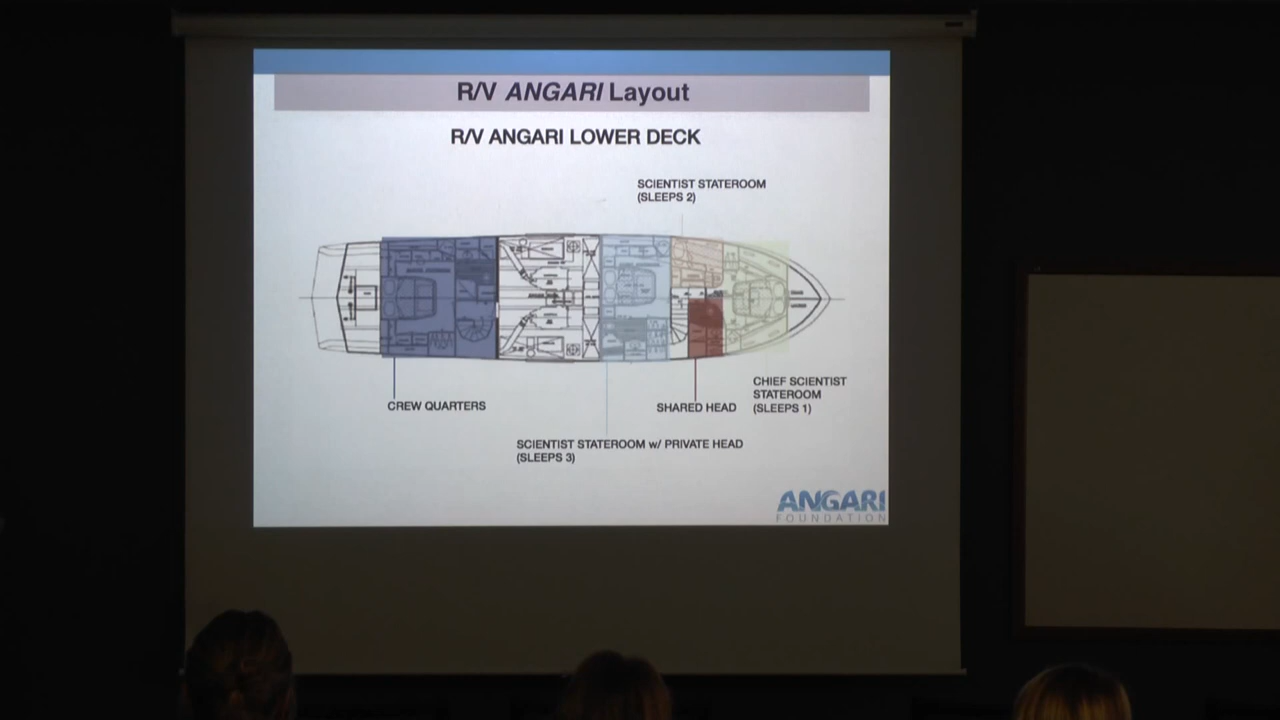 R/V ANGARI Layout
R/V ANGARI LOWER DECK
SCIENTIST STATEROOM
(SLEEPS 2)
CHIEF SCIENTIST
STATEROOM
(SLEEPS 1)
CREW QUARTERS
SHARED HEAD
SCIENTIST STATEROOM w/ PRIVATE HEAD
(SLEEPS 3)
ANGARI
FOUNDATION